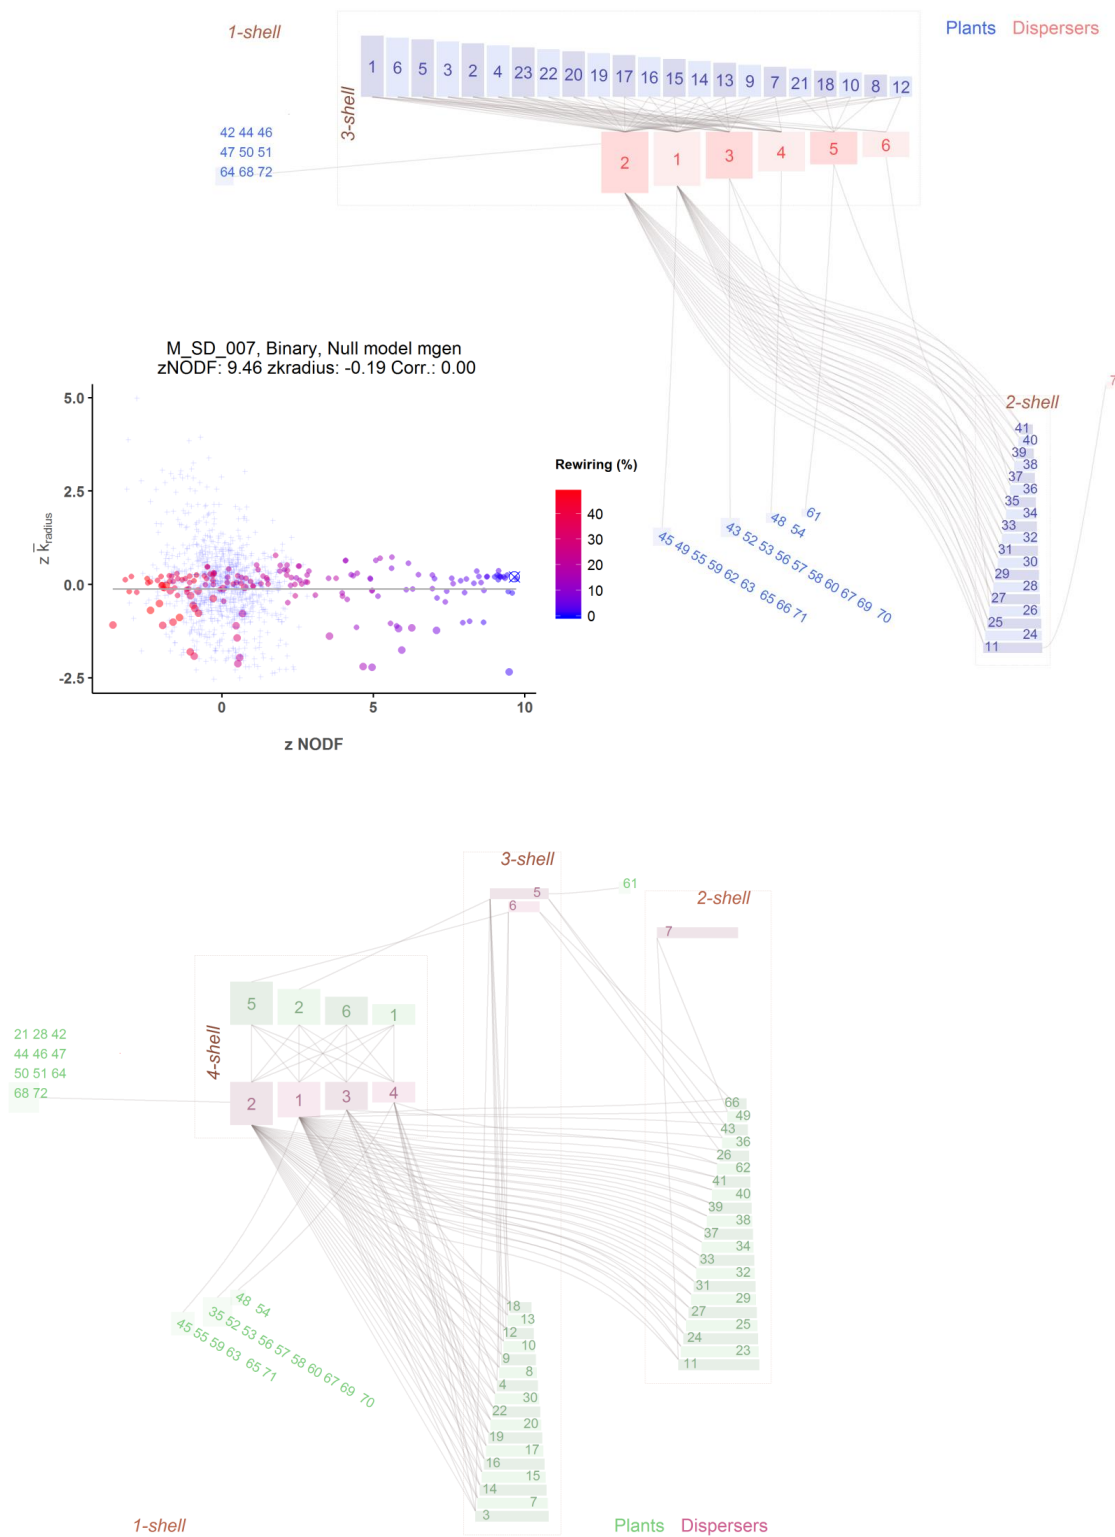 1-shell
Plants Dispersers
3-shell
1 6 5 3 2 4 23 22 20 19 17 16 15 14 13 9 7 21 18 10 8 12
42 44 46
47 50 51
64 68 72
2 1 3 4 5 6
M_SD_007, Binary, Null model mgen
zNODF: 9.46 zkradius: -0.19 Corr.: 0.00
5.0
2.5
0.0
-2.5
z k radius
0 5 10
z NODF
Rewiring (%)
40
30
20
10
0
7
2-shell
41
40
39
38
37
36
35
34
33
32
31
30
29
28
27
26
25
24
11
61
48 54
43 52 53 56 57 58 60 67 69 70
45 49 55 59 62 63 65 66 71
3-shell
5
6
61
2-shell
7
4-shell
5 2 6 1
2 1 3 4
21 28 42
44 46 47
50 51 64
68 72
66
49
43
36
26
62
41
40
39
38
37
34
33
32
31
29
27
25
24
23
11
48 54
35 52 53 56 57 58 60 67 69 70
45 55 59 63 65 71
18
13
12
10
9
8
4
30
22
20
19
17
16
15
14
7
3
1-shell
Plants Dispersers